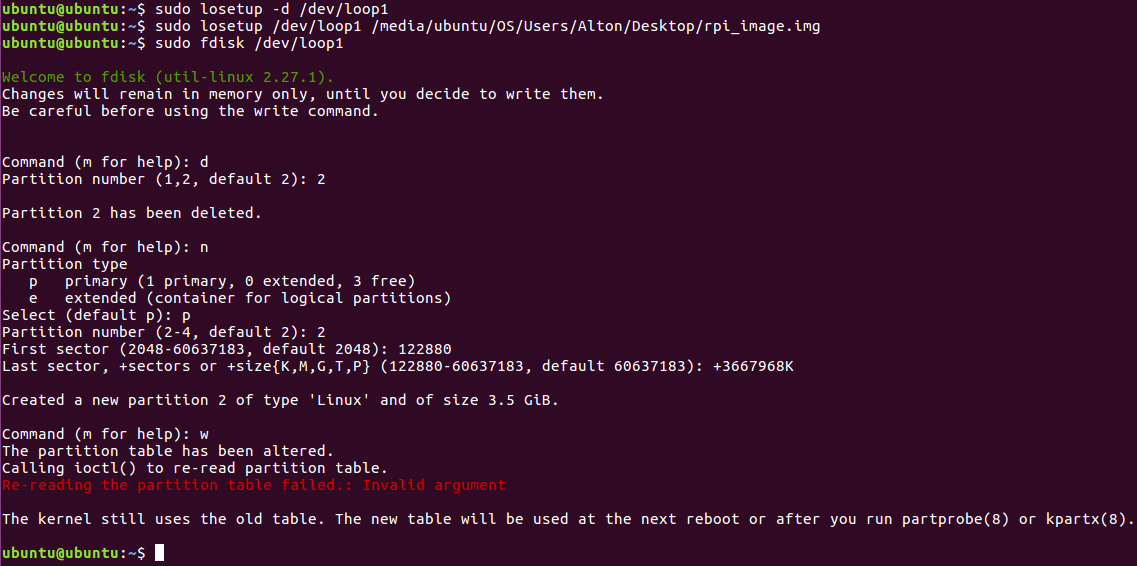 ubuntu@ubuntu:~$ sudo losetup -d /dev/loop1
ubuntu@ubuntu:~$ sudo losetup /dev/loop1 /media/ubuntu/OS/Users/Alton/Desktop/rpi_image.img
ubuntu@ubuntu:~$ sudo fdisk /dev/loop1
Welcome to fdisk (util-linux 2.27.1).
Changes will remain in memory only, until you decide to write them.
Be careful before using the write command.
Command (m for help): d
Partition number (1,2, default 2): 2
Partition 2 has been deleted.
Command (m for help): n
Partition type
   p   primary (1 primary, 0 extended, 3 free)
   e   extended (container for logical partitions)
Select (default p): p
Partition number (2-4, default 2): 2
First sector (2048-60637183, default 2048): 122880
Last sector, +sectors or +size{K,M,G,T,P} (122880-60637183, default 60637183): +3667968K
Created a new partition 2 of type 'Linux' and of size 3.5 GiB.
Command (m for help): w
The partition table has been altered.
Calling ioctl() to re-read partition table.
Re-reading the partition table failed.: Invalid argument
The kernel still uses the old table. The new table will be used at the next reboot or after you run partprobe(8) or kpartx(8).
ubuntu@ubuntu:~$